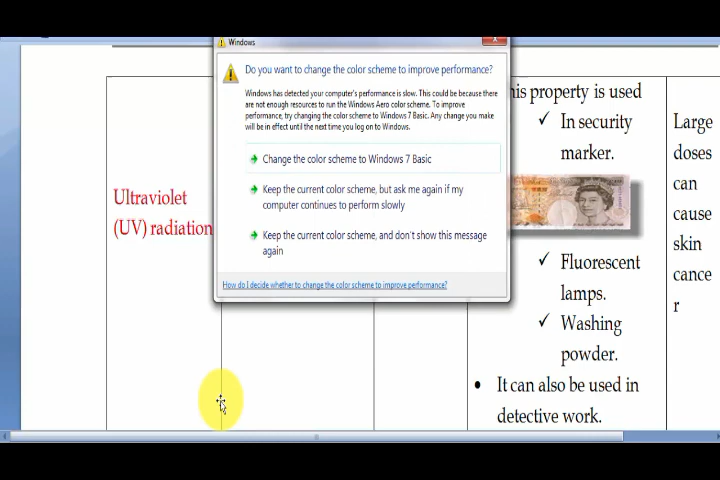 Windows
Do you want to change the color scheme to improve performance?
Windows has detected your computer's performance is slow. This could be because
there are not enough resources to run the Windows Aero color scheme. To improve
performance, try changing the color scheme to Windows 7 Basic. Any change you make
will be in effect until the next time you log on to Windows.
Change the color scheme to Windows 7 Basic
Keep the current color scheme, but ask me again if my
computer continues to perform slowly
Keep the current color scheme, and don't show this message
again
How do I decide whether to change the color scheme to improve performance?
Ultraviolet
(UV) radiation
his property is used
✓ In security
marker.
✓ Fluorescent
lamps.
✓ Washing
powder.
• It can also be used in
detective work.
Large
doses
can
cause
skin
cance
r